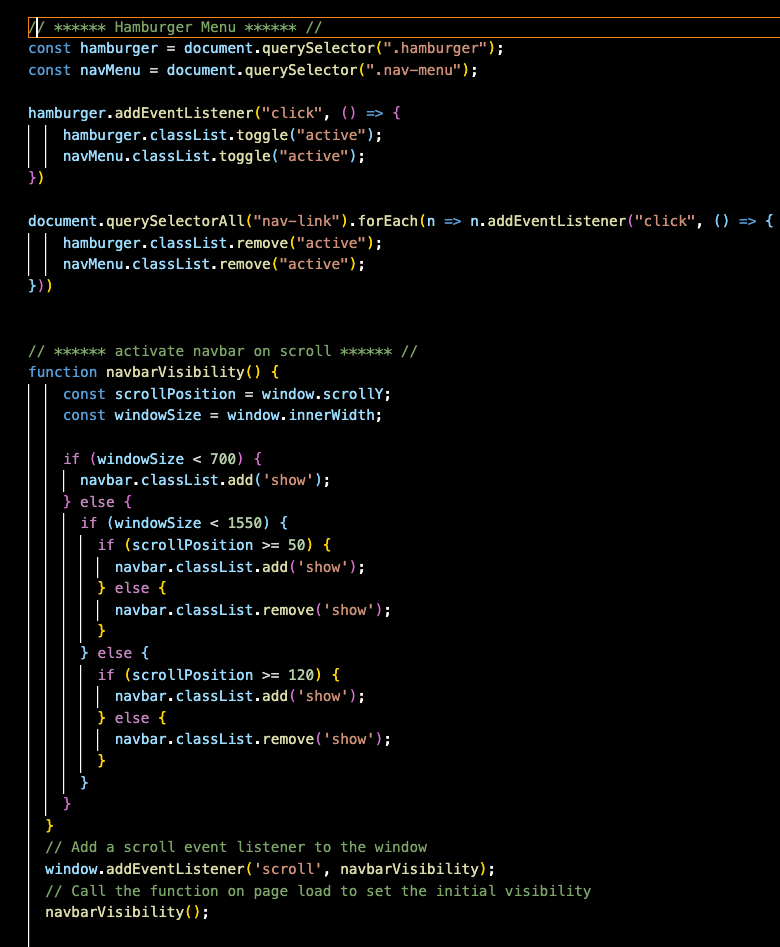 // ****** Hamburger Menu ****** //
const hamburger = document.querySelector(".hamburger");
const navMenu = document.querySelector(".nav-menu");

hamburger.addEventListener("click", () => {
    hamburger.classList.toggle("active");
    navMenu.classList.toggle("active");
})

document.querySelectorAll("nav-link").forEach(n => n.addEventListener("click", () => {
    hamburger.classList.remove("active");
    navMenu.classList.remove("active");
}))


// ****** activate navbar on scroll ****** //
function navbarVisibility() {
    const scrollPosition = window.scrollY;
    const windowSize = window.innerWidth;

    if (windowSize < 700) {
      navbar.classList.add('show');
    } else {
      if (windowSize < 1550) {
        if (scrollPosition >= 50) {
          navbar.classList.add('show');
        } else {
          navbar.classList.remove('show');
        }
      } else {
        if (scrollPosition >= 120) {
          navbar.classList.add('show');
        } else {
          navbar.classList.remove('show');
        }
      }
    }
  }
  // Add a scroll event listener to the window
  window.addEventListener('scroll', navbarVisibility);
  // Call the function on page load to set the initial visibility
  navbarVisibility();